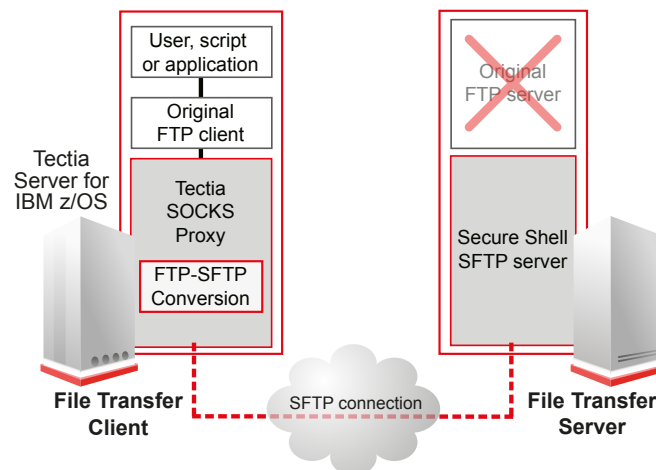 User, script
or application
Original
FTP client
Tectia
Server for
IBM z/OS
Tectia
SOCKS
Proxy
FTP-SFTP
Conversion
File Transfer
Client
SFTP connection
Original
FTP server
Secure Shell
SFTP server
File Transfer
Server